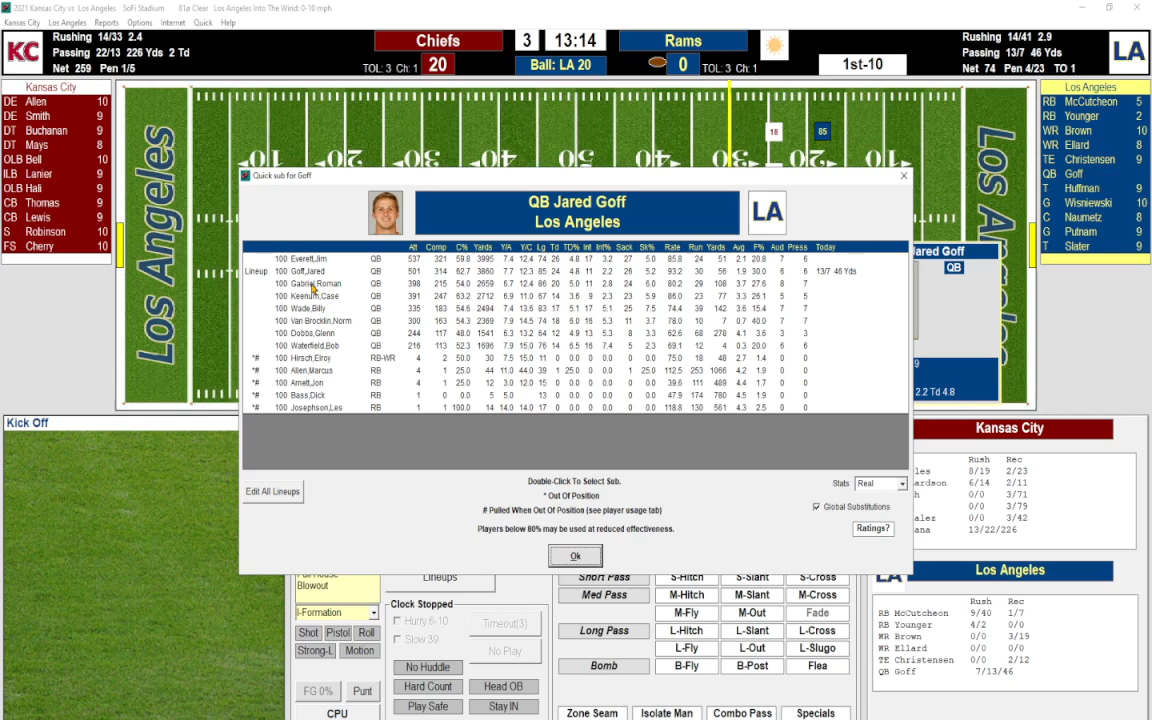 2021 Kansas City vs Los Angeles SoFi Stadium 81ø Clear Los Angeles Into The Wind: 0-10 mph
Kansas City Los Angeles Reports Options Internet Quick Help
KC
Rushing 14/33 2.4
Passing 22/13 226 Yds 2 Td
Net 259 Pen 1/5
Chiefs
TOL: 3 Ch: 1 20
3 13:14
Ball: LA 20
Rams
0 TOL: 3 Ch: 1
1st-10
Rushing 14/41 2.9
Passing 13/7 46 Yds
Net 74 Pen 4/23 TO 1
LA
Kansas City
DE Allen 10
DE Smith 9
DT Buchanan 9
DT Mays 8
OLB Bell 10
ILB Lanier 9
OLB Hali 9
CB Thomas 9
CB Lewis 9
S Robinson 10
FS Cherry 10
Los Angeles
RB McCutcheon 5
RB Younger 2
WR Brown 10
WR Ellard 8
TE Christensen 9
QB Goff
T Huffman 9
G Wisniewski 10
C Naumetz 8
G Putnam 9
T Slater 9
Los Angeles
18
85
Quick sub for Goff
QB Jared Goff
Los Angeles
LA
Att Comp C% Yards Y/A Y/C Lg Td TD% Int Int% Sack Sk% Rate Run Yards Avg F% Aud Press Today
100 Everett,Jim QB 537 321 59.8 3995 7.4 12.4 74 26 4.8 17 3.2 27 5.0 85.8 24 51 2.1 20.8 7 6
Lineup 100 Goff,Jared QB 501 314 62.7 3860 7.7 12.3 85 24 4.8 11 2.2 26 5.2 93.2 30 56 1.9 30.0 6 6 13/7 46 Yds
100 Gabriel,Roman QB 398 215 54.0 2659 6.7 12.4 86 20 5.0 11 2.8 24 6.0 80.2 29 108 3.7 27.6 8 7
100 Keenum,Case QB 391 247 63.2 2712 6.9 11.0 67 14 3.6 9 2.3 23 5.9 86.0 23 77 3.3 26.1 5 5
100 Wade,Billy QB 335 183 54.6 2494 7.4 13.6 83 17 5.1 17 5.1 25 7.5 74.4 39 142 3.6 15.4 7 7
100 Van Brocklin,Norm QB 300 163 54.3 2369 7.9 14.5 74 18 6.0 16 5.3 11 3.7 78.0 10 7 0.7 40.0 7 7
100 Dobbs,Glenn QB 244 117 48.0 1541 6.3 13.2 64 12 4.9 13 5.3 8 3.3 62.6 68 278 4.1 3.6 3 3
100 Waterfield,Bob QB 216 113 52.3 1696 7.9 15.0 76 14 6.5 16 7.4 5 2.3 69.1 12 4 0.3 20.0 6 6
*# 100 Hirsch,Elroy RB-WR 4 2 50.0 30 7.5 15.0 11 0 0.0 0 0.0 0 0.0 75.0 18 48 2.7 1.4 0 0
*# 100 Allen,Marcus RB 4 1 25.0 44 11.0 44.0 39 1 25.0 0 0.0 1 25.0 112.5 253 1066 4.2 1.9 0 0
*# 100 Arnett,Jon RB 4 1 25.0 12 3.0 12.0 15 0 0.0 0 0.0 0 0.0 39.6 111 489 4.4 1.7 0 0
*# 100 Bass,Dick RB 1 0 0.0 5 5.0 13 0 0.0 0 0.0 0 0.0 47.9 174 780 4.5 1.9 0 0
*# 100 Josephson,Les RB 1 1 100.0 14 14.0 14.0 17 0 0.0 0 0.0 0 0.0 118.8 130 561 4.3 2.5 0 0
Edit All Lineups
Double-Click To Select Sub.
* Out Of Position
# Pulled When Out Of Position (see player usage tab)
Players below 80% may be used at reduced effectiveness.
Stats Real
Global Substitutions
Ratings?
Ok
ared Goff
QB
2.2 Td 4.8
Kick Off
Blowout
I-Formation
Shot Pistol Roll
Strong-L Motion
FG 0% Punt
CPU
Lineups
Clock Stopped
Hurry 6-10
Slow 39
Timeout(3)
No Play
No Huddle
Hard Count Head OB
Play Safe Stay IN
Short Pass S-Hitch S-Slant S-Cross
Med Pass M-Hitch M-Slant M-Cross
M-Fly M-Out Fade
Long Pass L-Hitch L-Slant L-Cross
L-Fly L-Out L-Slugo
Bomb B-Fly B-Post Flea
Zone Seam Isolate Man Combo Pass Specials
Kansas City
Rush Rec
les 8/19 2/23
ardson 6/14 2/11
h 0/0 3/71
0/0 3/79
alez 0/0 3/42
ana 13/22/226
Los Angeles
Rush Rec
RB McCutcheon 9/40 1/7
RB Younger 4/2 0/0
WR Brown 0/0 3/19
WR Ellard 0/0 0/0
TE Christensen 0/0 2/12
QB Goff 7/13/46